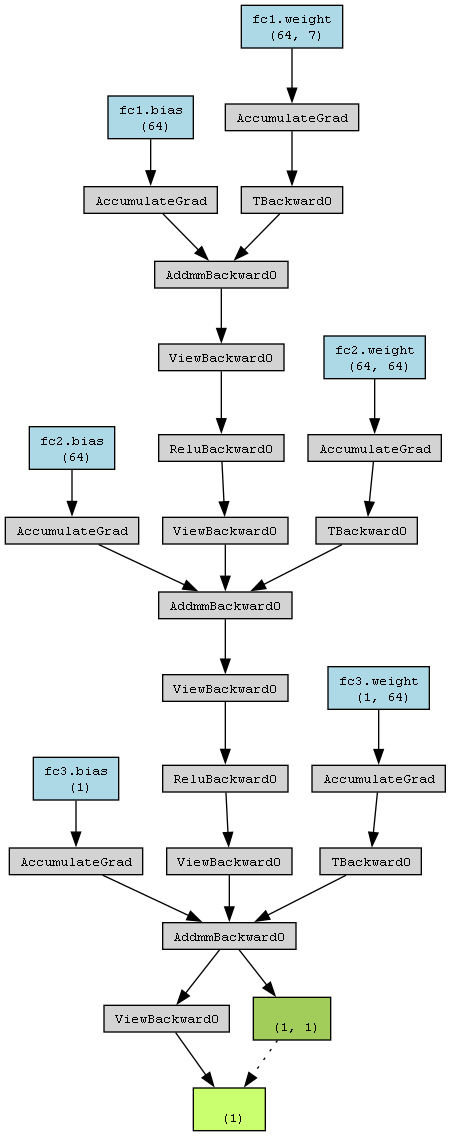 fc1.weight
(64, 7)
fc1.bias
(64)
AccumulateGrad
AccumulateGrad
TBackward0
AddmmBackward0
ViewBackward0
fc2.weight
(64, 64)
fc2.bias
(64)
ReluBackward0
AccumulateGrad
AccumulateGrad
ViewBackward0
TBackward0
AddmmBackward0
ViewBackward0
fc3.weight
(1, 64)
fc3.bias
(1)
ReluBackward0
AccumulateGrad
AccumulateGrad
ViewBackward0
TBackward0
AddmmBackward0
ViewBackward0
(1, 1)
(1)